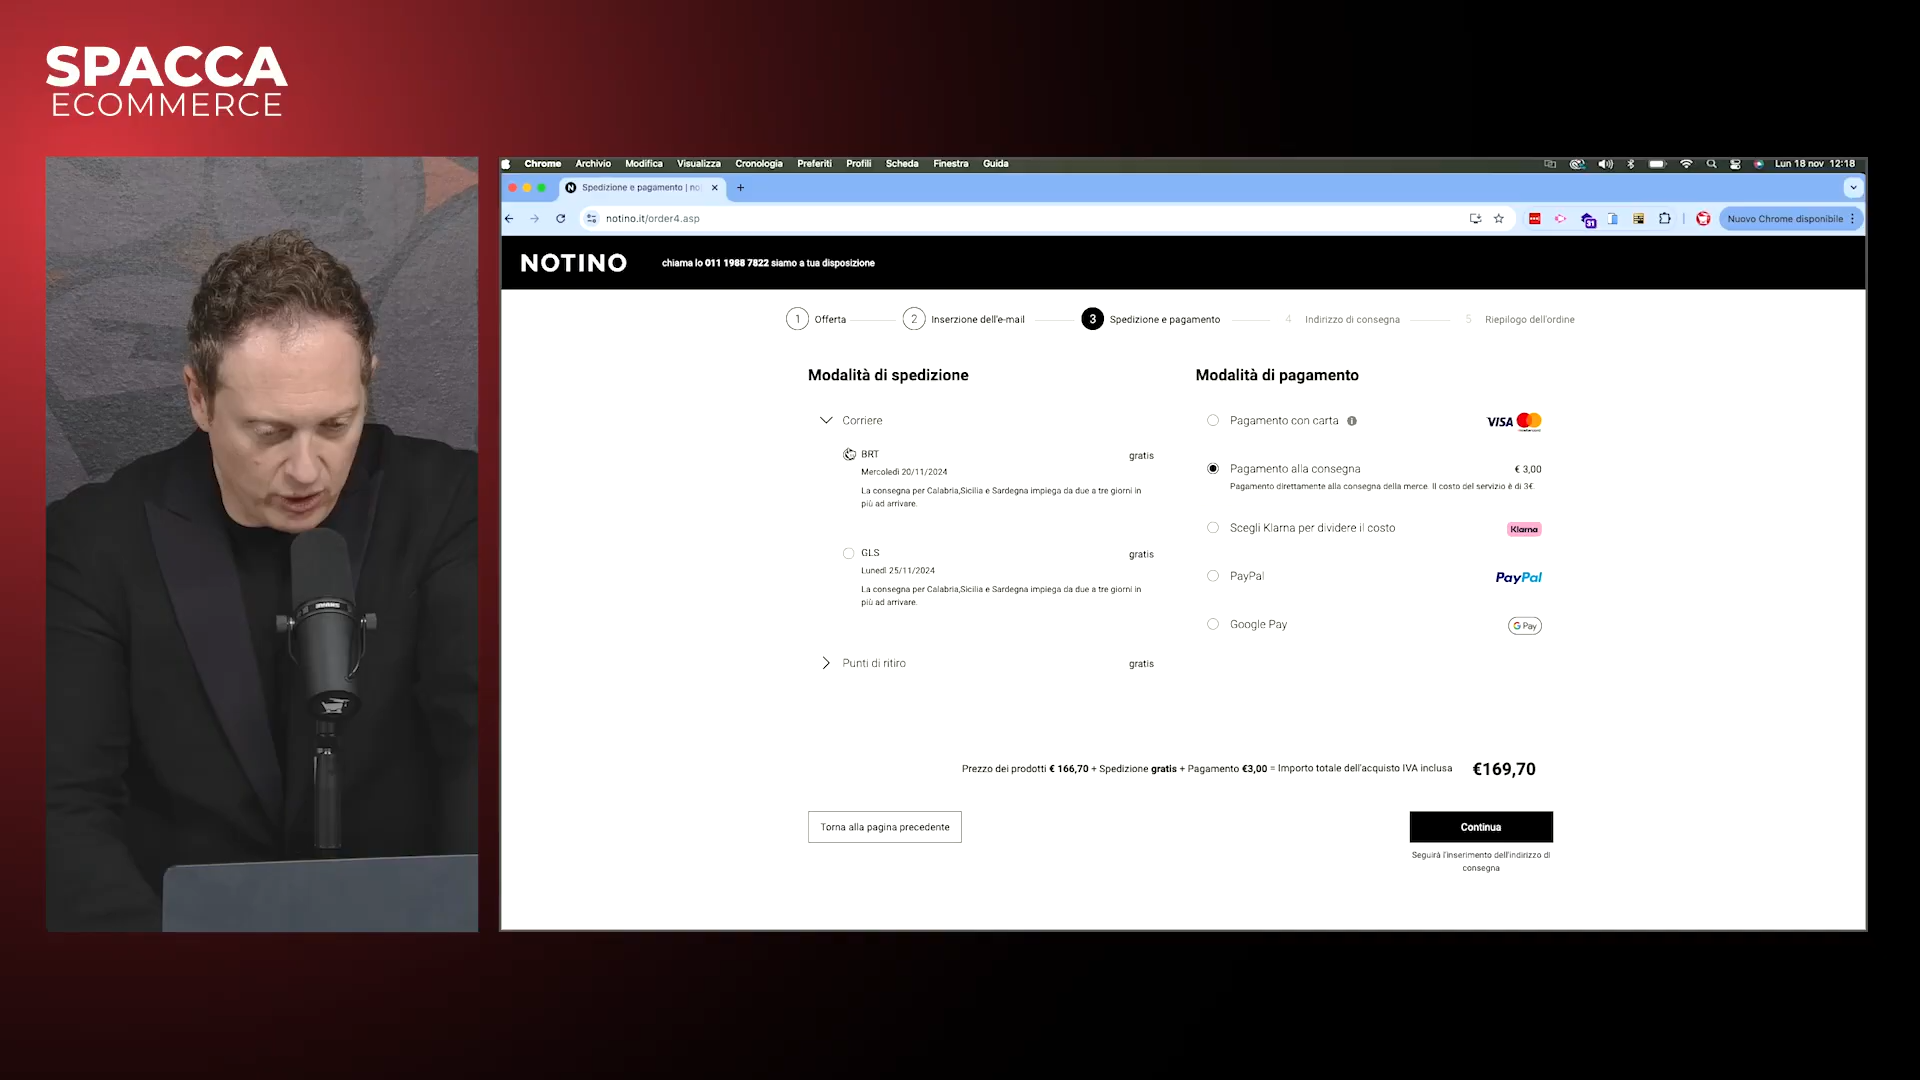 SPACCA
ECOMMERCE
Chrome Archivio Modifica Visualizza Cronologia Preferiti Profili Scheda Finestra Guida Lun 18 nov 12:18
Spedizione e pagamento | no
notino.it/order4.asp
31
Nuovo Chrome disponibile
NOTINO
chiama lo 011 1988 7822 siamo a tua disposizione
1 Offerta
2 Inserzione dell'e-mail
3 Spedizione e pagamento
4 Indirizzo di consegna
5 Riepilogo dell'ordine
Modalità di spedizione
Corriere
BRT gratis
Mercoledì 20/11/2024
La consegna per Calabria,Sicilia e Sardegna impiega da due a tre giorni in
più ad arrivare.
GLS gratis
Lunedì 25/11/2024
La consegna per Calabria,Sicilia e Sardegna impiega da due a tre giorni in
più ad arrivare.
Punti di ritiro gratis
Modalità di pagamento
Pagamento con carta VISA
Pagamento alla consegna € 3,00
Pagamento direttamente alla consegna della merce. Il costo del servizio è di 3€.
Scegli Klarna per dividere il costo Klarna
PayPal PayPal
Google Pay G Pay
Prezzo dei prodotti € 166,70 + Spedizione gratis + Pagamento €3,00 = Importo totale dell'acquisto IVA inclusa €169,70
Torna alla pagina precedente
Continua
Seguirà l'inserimento dell'indirizzo di
consegna